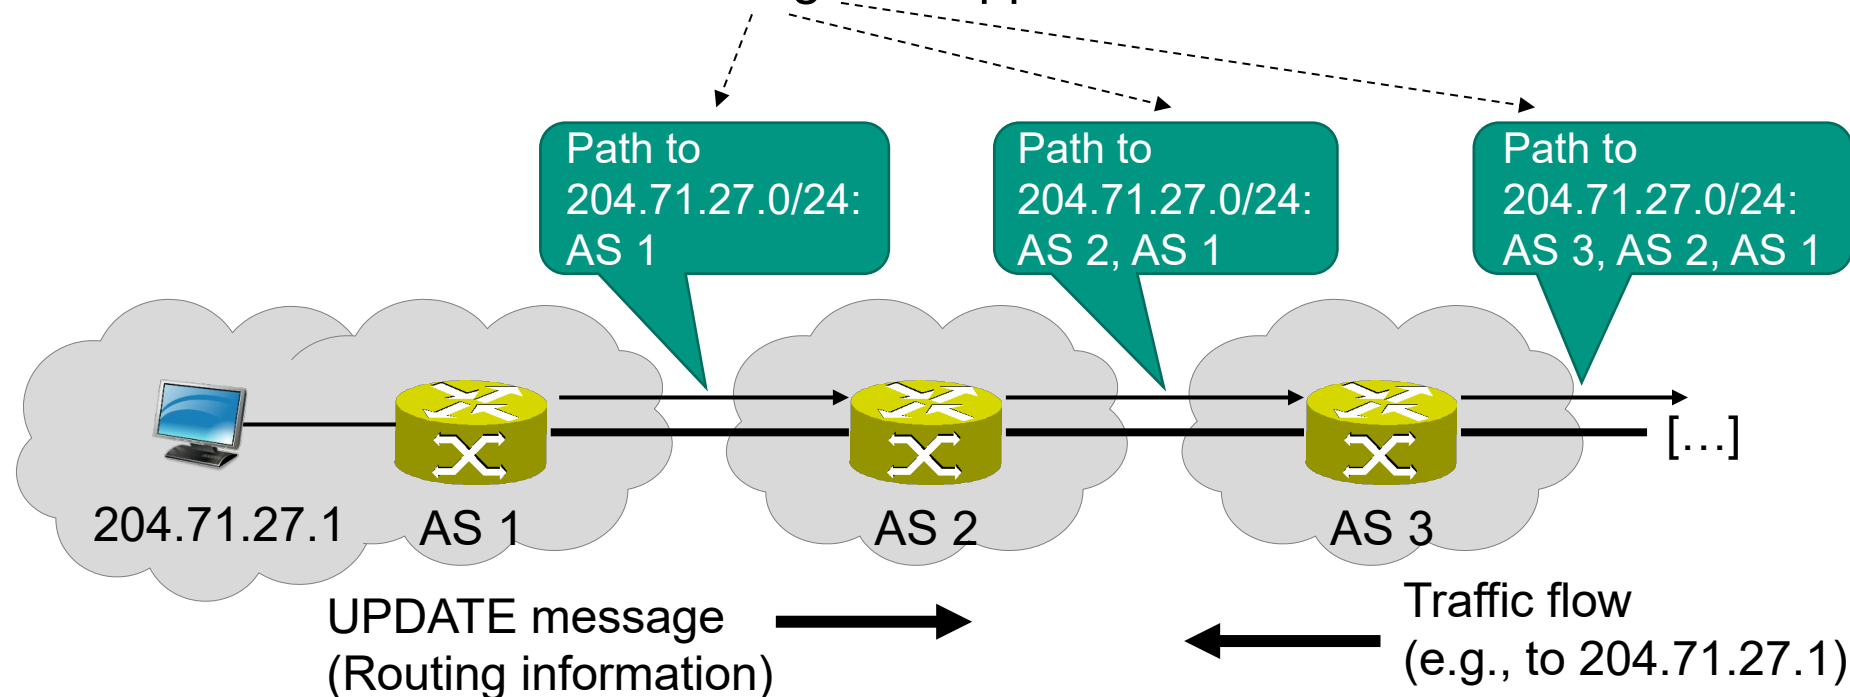 Path to
204.71.27.0/24:
AS 1
Path to
204.71.27.0/24:
AS 2, AS 1
Path to
204.71.27.0/24:
AS 3, AS 2, AS 1
[…]
204.71.27.1
AS 1
AS 2
AS 3
UPDATE message
(Routing information)
Traffic flow
(e.g., to 204.71.27.1)